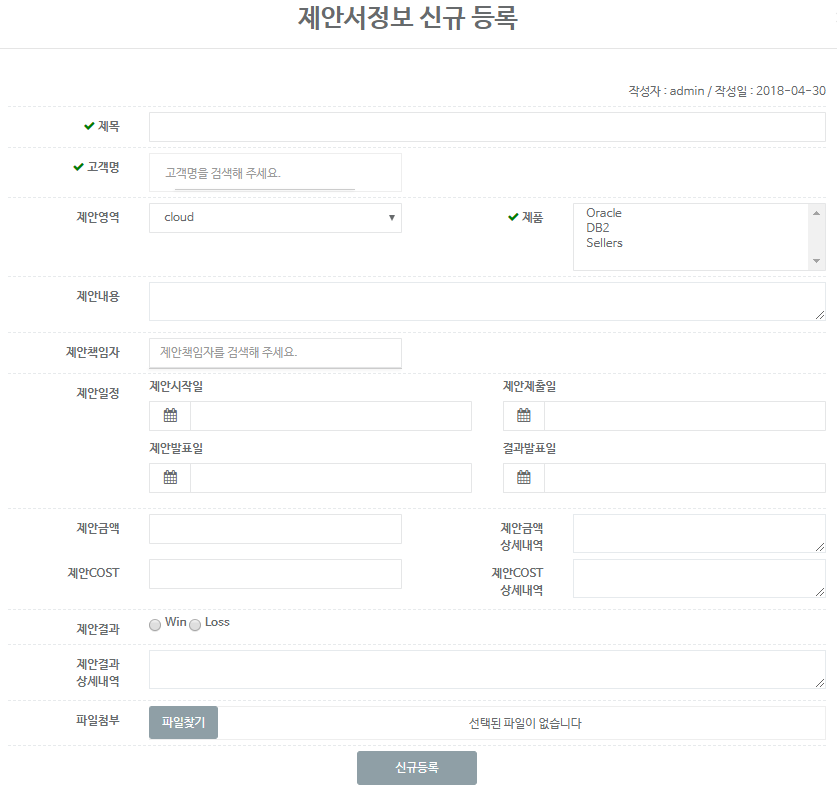 제안서정보 신규 등록
작성자 : admin / 작성일 : 2018-04-30
제목
고객명
고객명을 검색해 주세요.
제안영역
cloud
제품
Oracle
DB2
Sellers
제안내용
제안책임자
제안책임자를 검색해 주세요.
제안일정
제안시작일
제안제출일
제안발표일
결과발표일
제안금액
제안금액
상세내역
제안COST
제안COST
상세내역
제안결과
Win
Loss
제안결과
상세내역
파일첨부
파일찾기
선택된 파일이 없습니다
신규등록